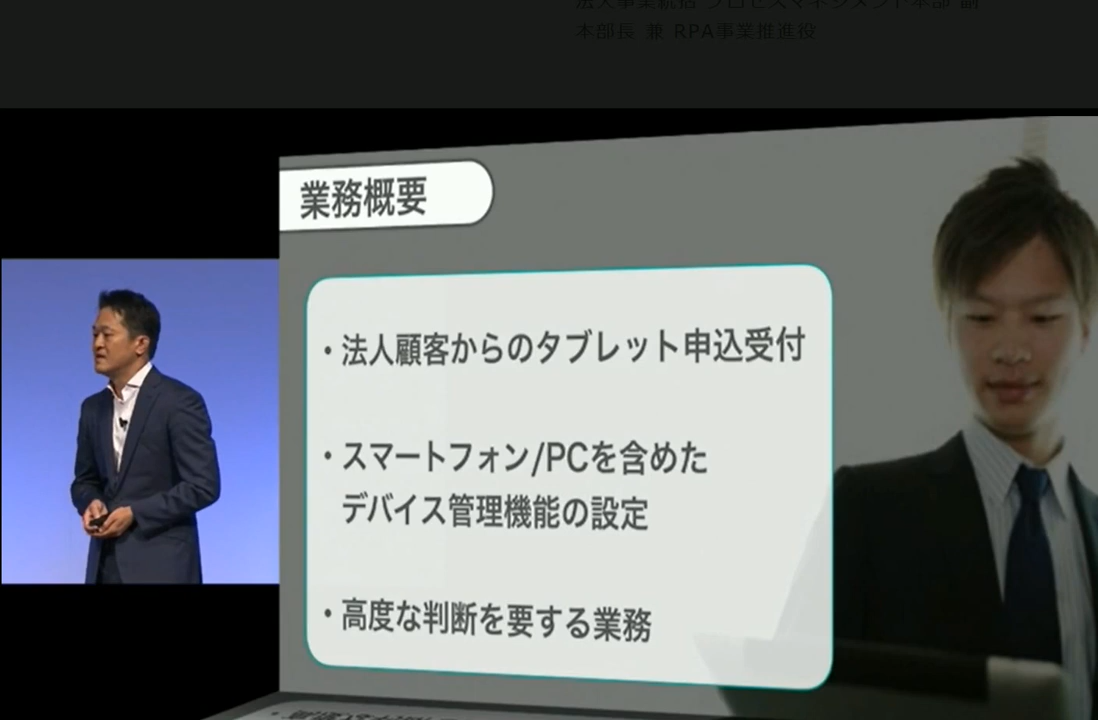 法人事業統括 プロセスマネジメント本部 副
本部長 兼 RPA事業推進役
業務概要
・法人顧客からのタブレット申込受付
・スマートフォン/PCを含めた
デバイス管理機能の設定
・高度な判断を要する業務